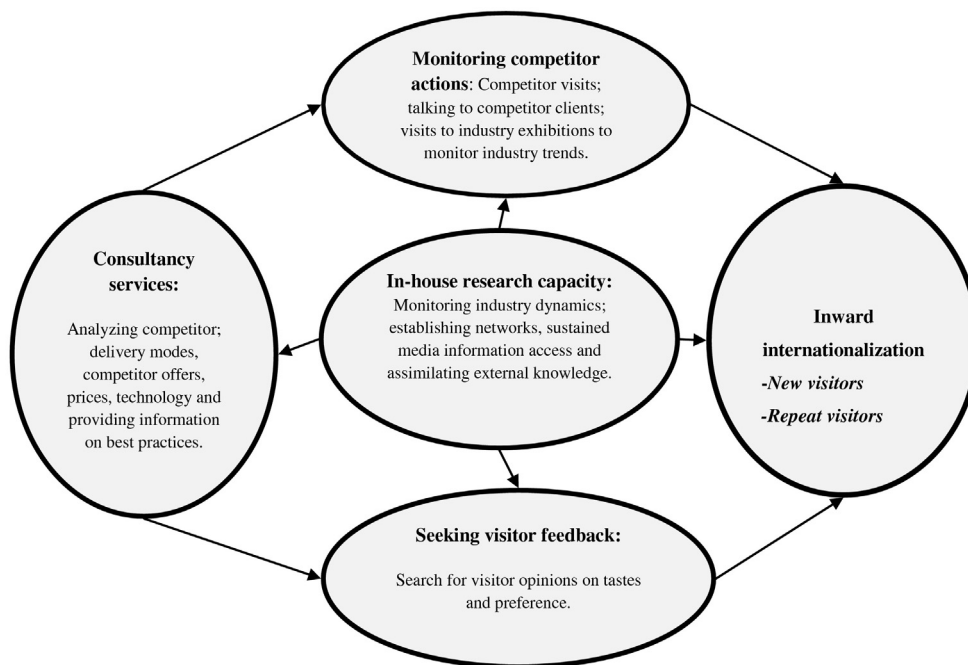 Monitoring competitor
actions: Competitor visits;
talking to competitor clients;
visits to industry exhibitions to
monitor industry trends.
Consultancy
services:
Analyzing competitor;
delivery modes,
competitor offers,
prices, technology and
providing information
on best practices.
In-house research capacity:
Monitoring industry dynamics;
establishing networks, sustained
media information access and
assimilating external knowledge.
Inward
internationalization
-New visitors
-Repeat visitors
Seeking visitor feedback:
Search for visitor opinions on tastes
and preference.